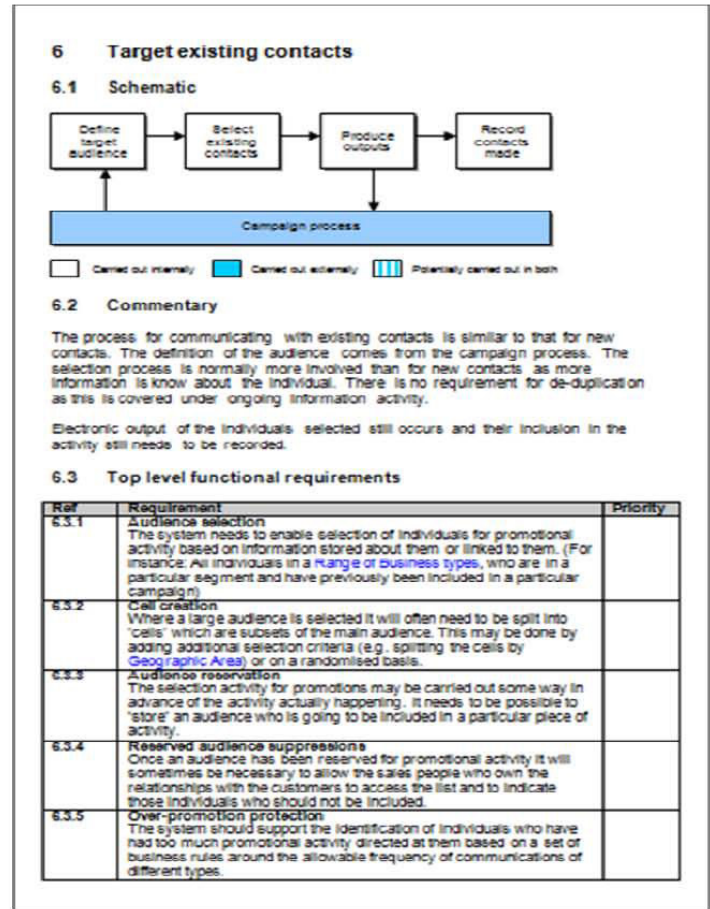 6 Target existing contacts
6.1 Schematic
Define
target
audience
Select
existing
contacts
Produce
outputs
Record
contacts
made
Campaign process
Carried out internally Carried out externally Potentially carried out in both
6.2 Commentary
The process for communicating with existing contacts is similar to that for new
contacts. The definition of the audience comes from the campaign process. The
selection process is normally more involved than for new contacts as more
information is know about the individual. There is no requirement for de-duplication
as this is covered under ongoing information activity.
Electronic output of the individuals selected still occurs and their inclusion in the
activity still needs to be recorded.
6.3 Top level functional requirements
Ref Requirement Priority
6.3.1 Audience selection
The system needs to enable selection of individuals for promotional
activity based on information stored about them or linked to them. (For
instance: All individuals in a Range of Business types, who are in a
particular segment and have previously been included in a particular
campaign)
6.3.2 Cell creation
Where a large audience is selected it will often need to be split into
'cells' which are subsets of the main audience. This may be done by
adding additional selection criteria (e.g. splitting the cells by
Geographic Area) or on a randomised basis.
6.3.3 Audience reservation
The selection activity for promotions may be carried out some way in
advance of the activity actually happening. It needs to be possible to
'store' an audience who is going to be included in a particular piece of
activity.
6.3.4 Reserved audience suppressions
Once an audience has been reserved for promotional activity it will
sometimes be necessary to allow the sales people who own the
relationships with the customers to access the list and to indicate
those individuals who should not be included.
6.3.5 Over-promotion protection
The system should support the identification of individuals who have
had too much promotional activity directed at them based on a set of
business rules around the allowable frequency of communications of
different types.